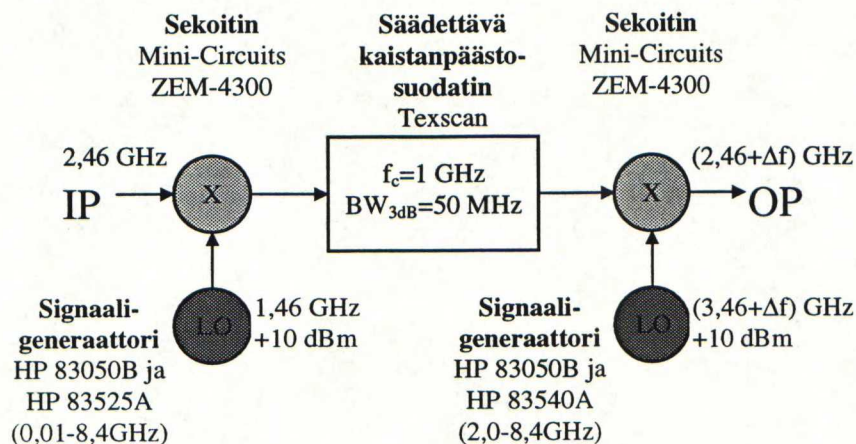 Sekoitin
Mini-Circuits
ZEM-4300
Säädettävä
kaistanpäästö-
suodatin
Texscan
Sekoitin
Mini-Circuits
ZEM-4300
2,46 GHz
IP
X
f_c=1 GHz
BW_3dB=50 MHz
X
(2,46+Δf) GHz
OP
Signaali-
generaattori
HP 83050B ja
HP 83525A
(0,01-8,4GHz)
LO
1,46 GHz
+10 dBm
Signaali-
generaattori
HP 83050B ja
HP 83540A
(2,0-8,4GHz)
LO
(3,46+Δf) GHz
+10 dBm